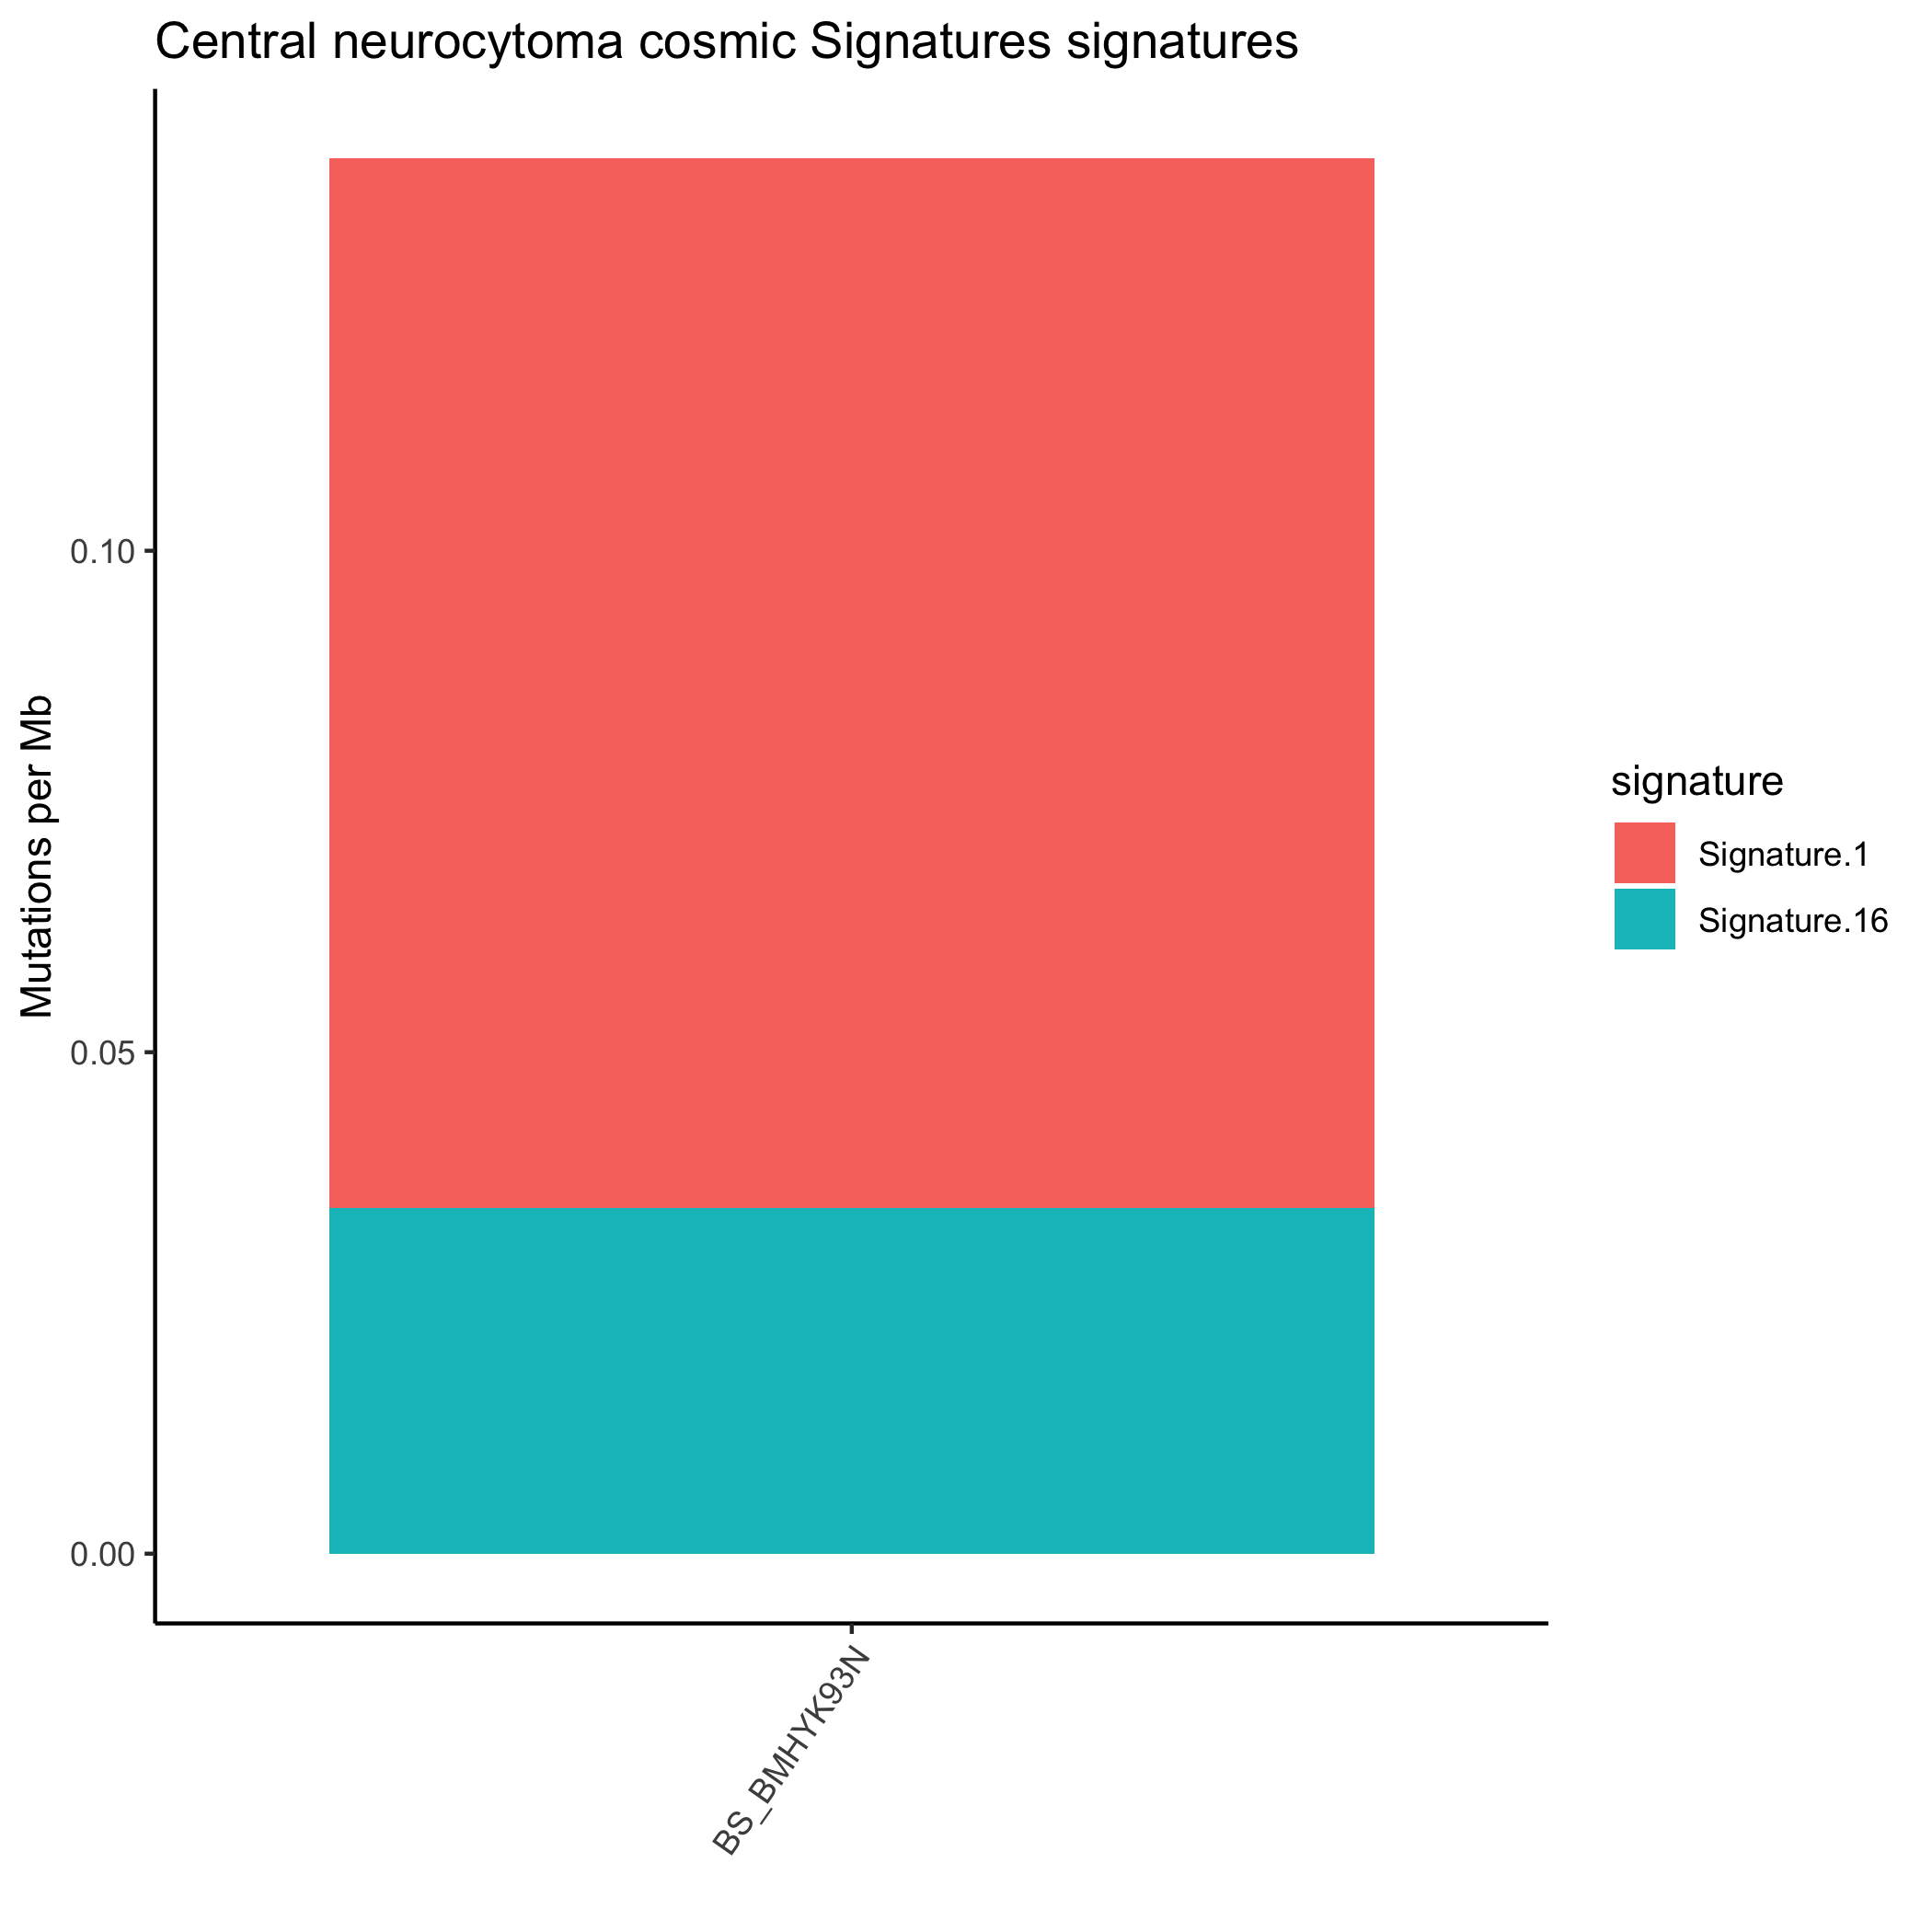 Central neurocytoma cosmic Signatures signatures
Mutations per Mb
0.10
0.05
0.00
BS_BMHYK93N
signature
Signature.1
Signature.16